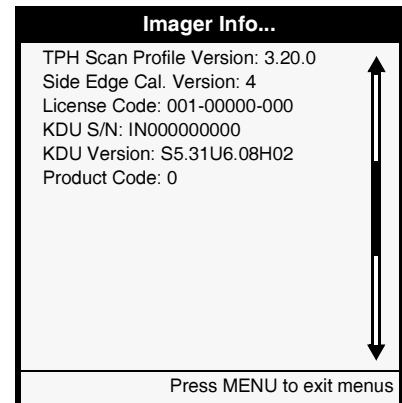 Imager Info...
TPH Scan Profile Version: 3.20.0
Side Edge Cal. Version: 4
License Code: 001-00000-000
KDU S/N: IN000000000
KDU Version: S5.31U6.08H02
Product Code: 0
Press MENU to exit menus